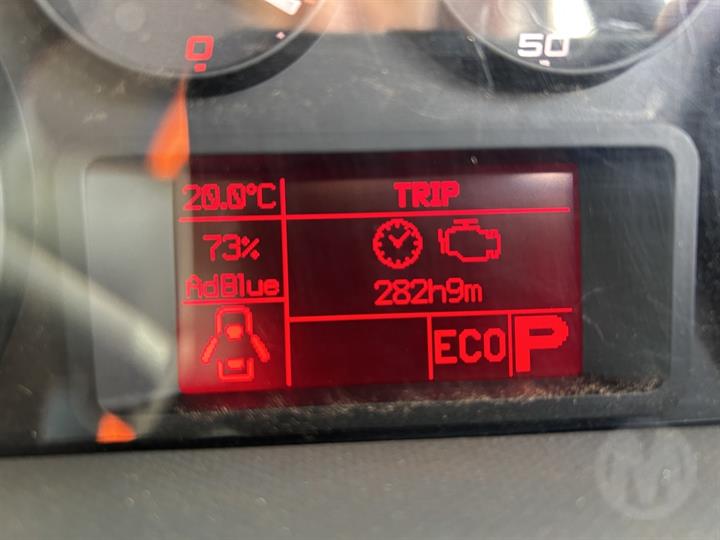 0
50
20.0°C TRIP
73%
AdBlue 282h9m
ECO P
M